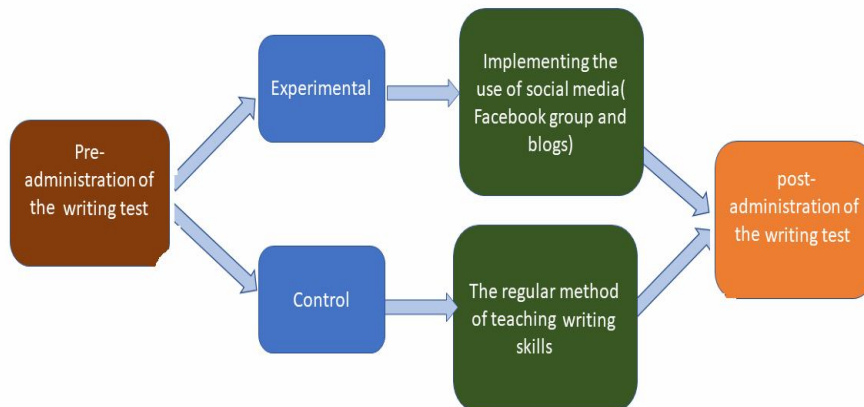 Pre-
administration of
the writing test
Experimental
Control
Implementing the
use of social media(
Facebook group and
blogs)
The regular method
of teaching writing
skills
post-
administration of
the writing test